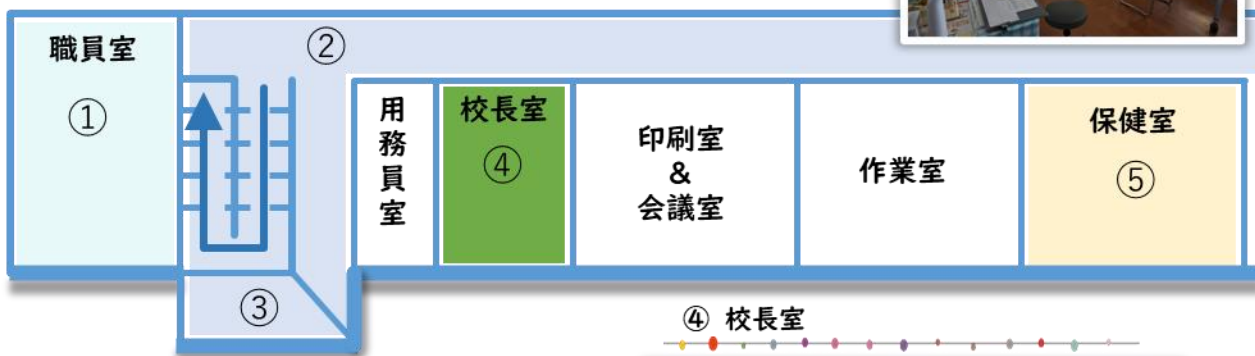 職員室
①
②
③
用務員室
校長室
④
印刷室
&
会議室
作業室
保健室
⑤
④ 校長室